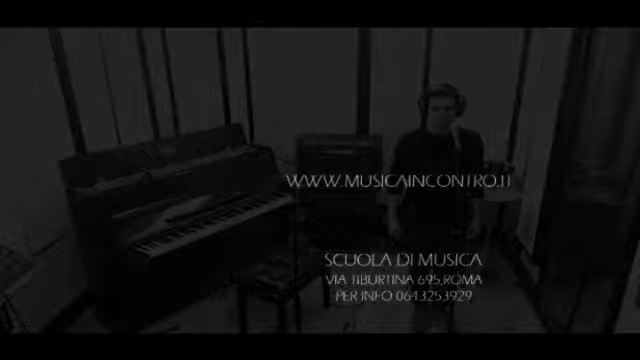 WWW.MUSICAINCONTRO.IT
SCUOLA DI MUSICA
VIA TIBURTINA 695,ROMA
PER INFO 0643253929